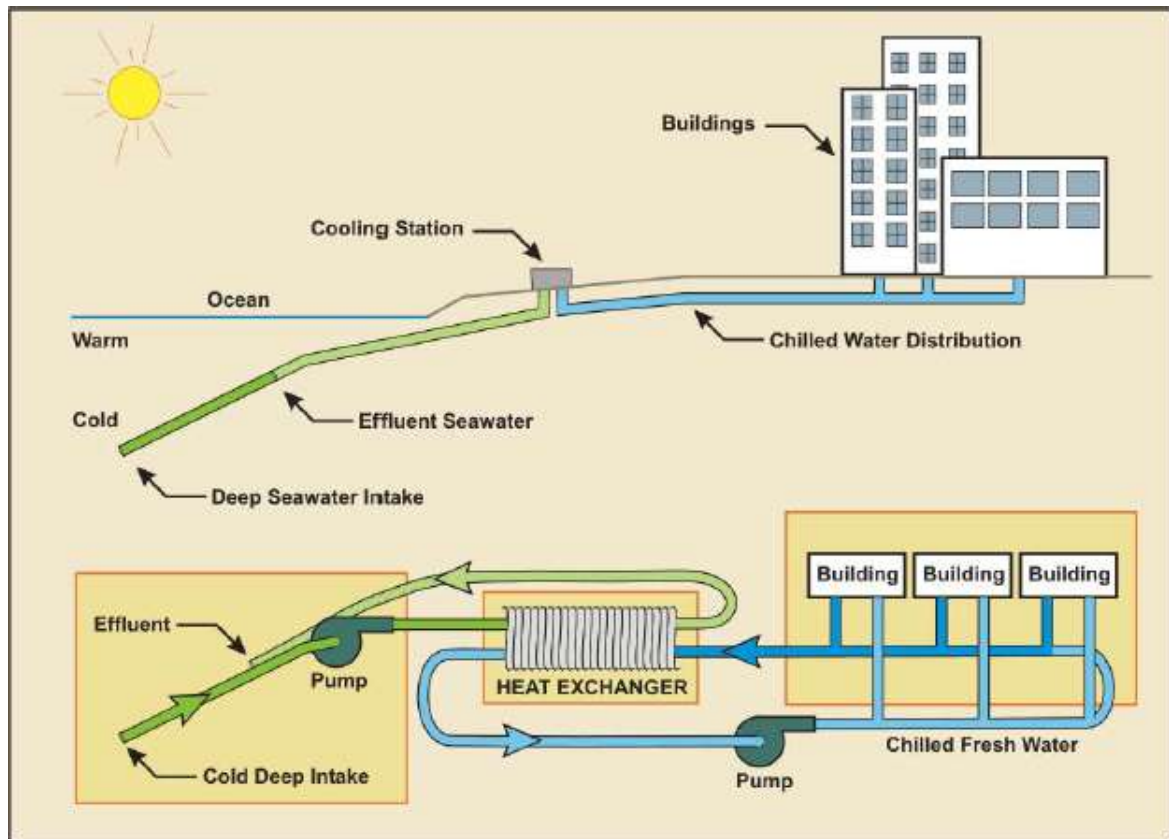 Buildings
Cooling Station
Ocean
Warm
Chilled Water Distribution
Cold
Effluent Seawater
Deep Seawater Intake
Building
Building
Building
Effluent
Pump
HEAT EXCHANGER
Chilled Fresh Water
Cold Deep Intake
Pump